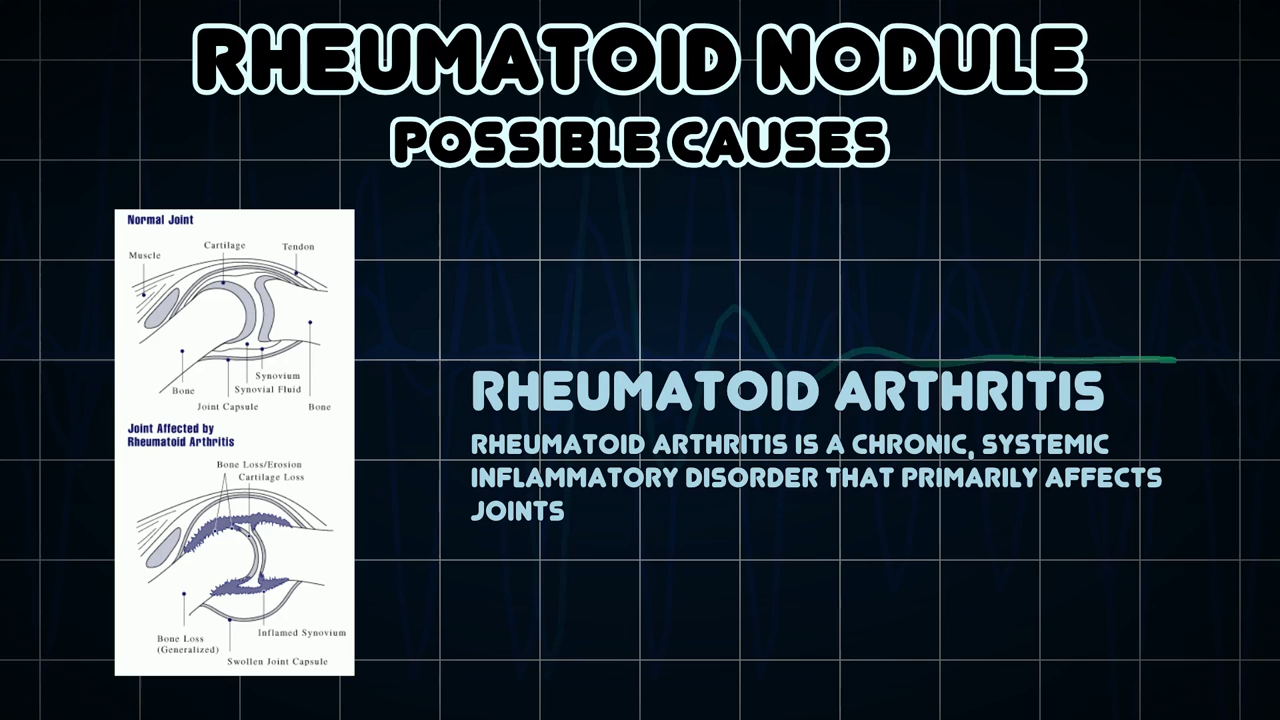 RHEUMATOID NODULE
POSSIBLE CAUSES
Normal Joint
Cartilage
Tendon
Muscle
Synovium
Bone
Synovial Fluid
Joint Capsule
Bone
Joint Affected by
Rheumatoid Arthritis
Bone Loss/Erosion
Cartilage Loss
Inflamed Synovium
Bone Loss
(Generalized)
Swollen Joint Capsule
RHEUMATOID ARTHRITIS
RHEUMATOID ARTHRITIS IS A CHRONIC, SYSTEMIC
INFLAMMATORY DISORDER THAT PRIMARILY AFFECTS
JOINTS